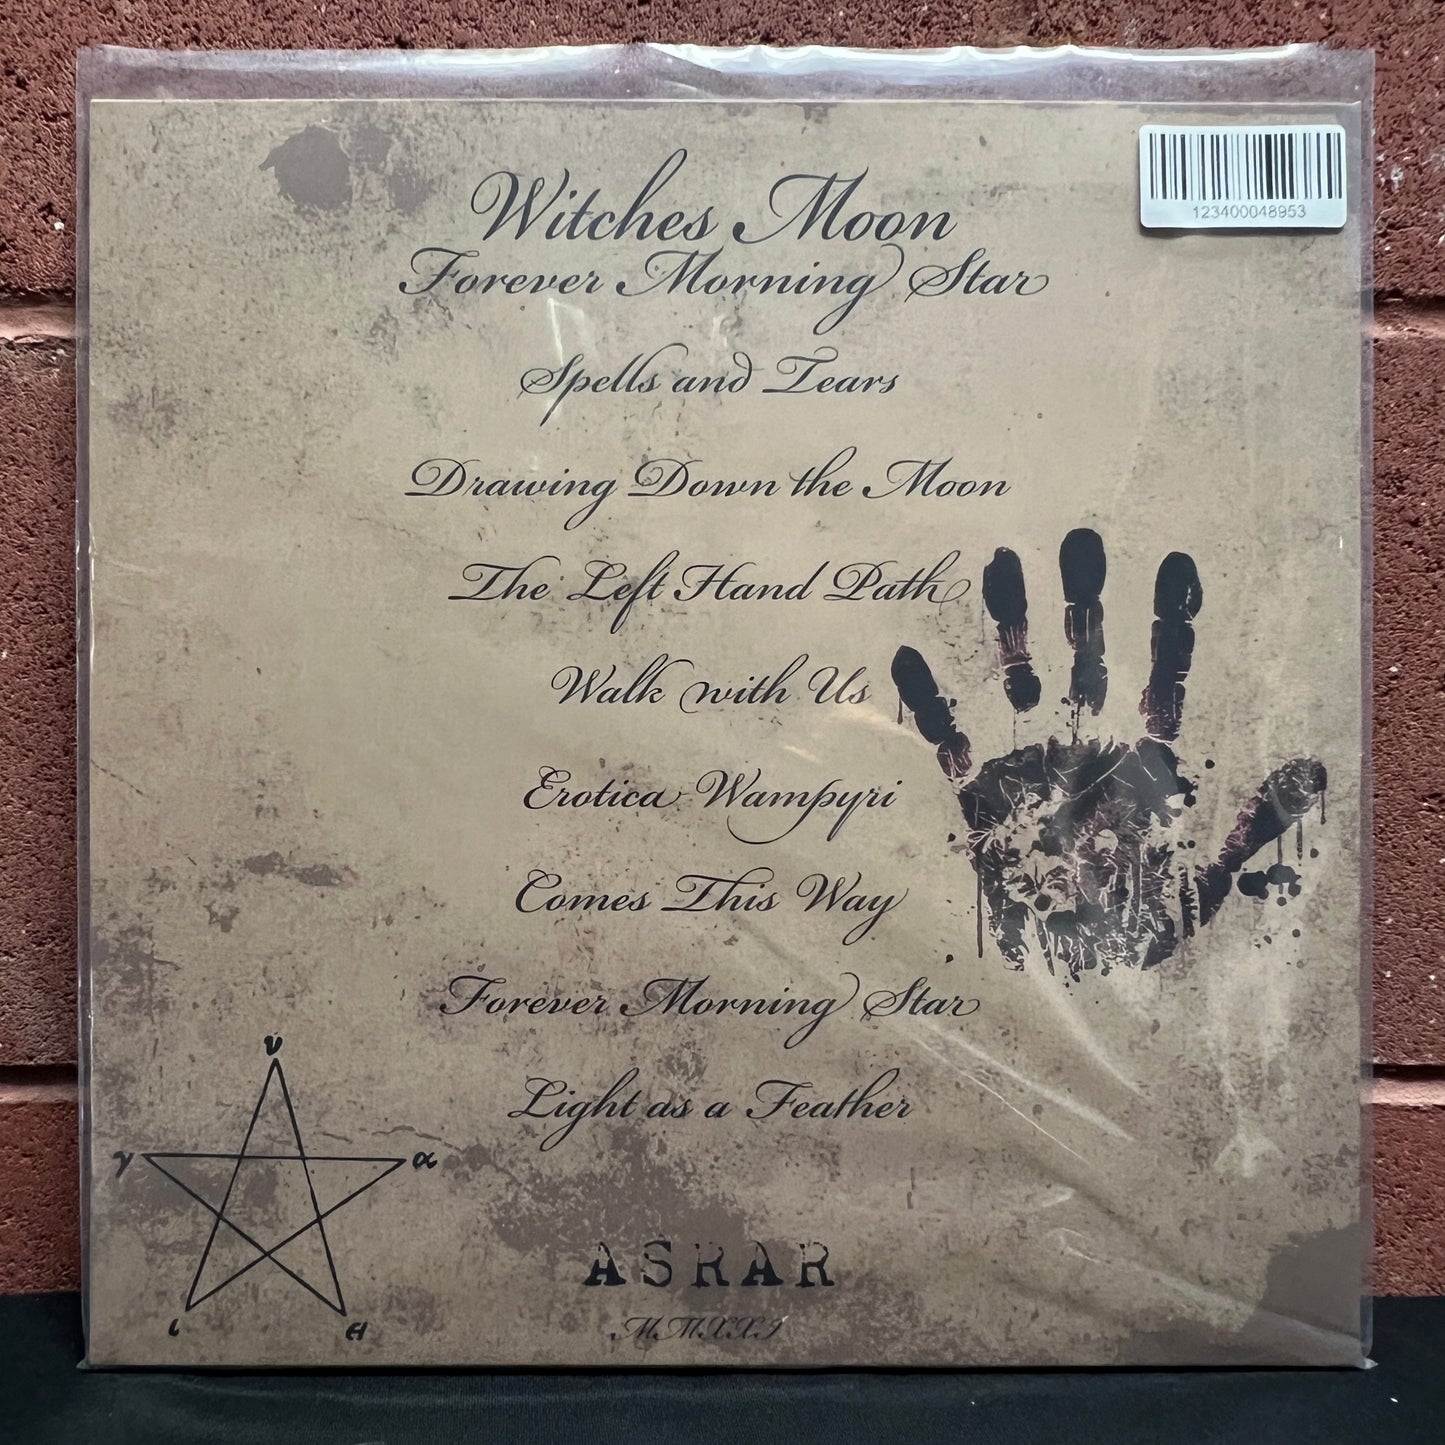 123400048953
Witches Moon
Forever Morning Star
Spells and Tears
Drawing Down the Moon
The Left Hand Path
Walk with Us
Erotica Wampyri
Comes This Way
Forever Morning Star
Light as a Feather
υ
γ α
ι
ASRAR
MMXXI